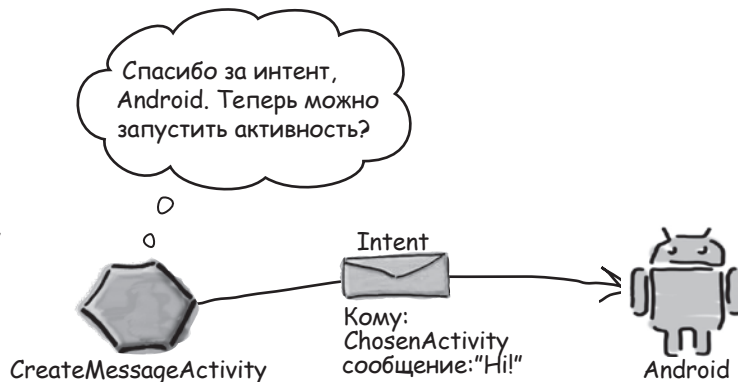 Спасибо за интент,
Android. Теперь можно
запустить активность?
Intent
Кому:
ChosenActivity
сообщение:"Hi!"
CreateMessageActivity
Android